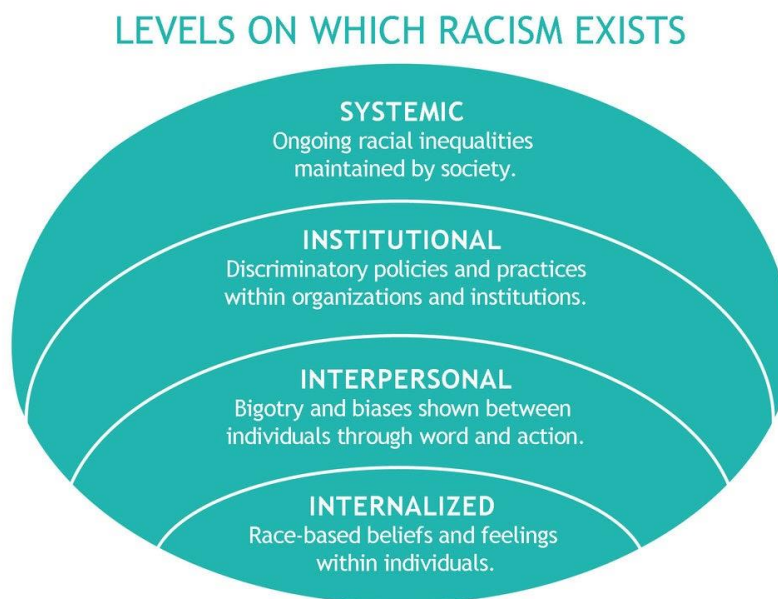 LEVELS ON WHICH RACISM EXISTS
SYSTEMIC
Ongoing racial inequalities
maintained by society.
INSTITUTIONAL
Discriminatory policies and practices
within organizations and institutions.
INTERPERSONAL
Bigotry and biases shown between
individuals through word and action.
INTERNALIZED
Race-based beliefs and feelings
within individuals.